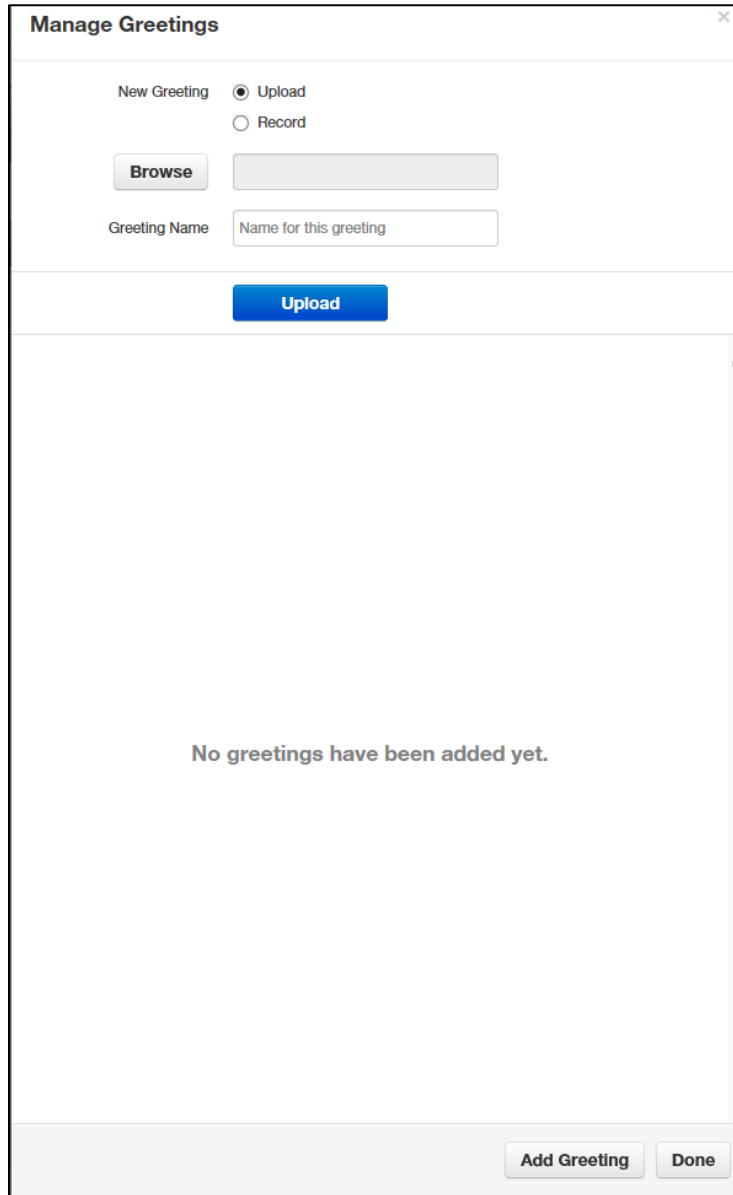 Manage Greetings
×
New Greeting Upload
Record
Browse
Greeting Name Name for this greeting
Upload
No greetings have been added yet.
Add Greeting Done